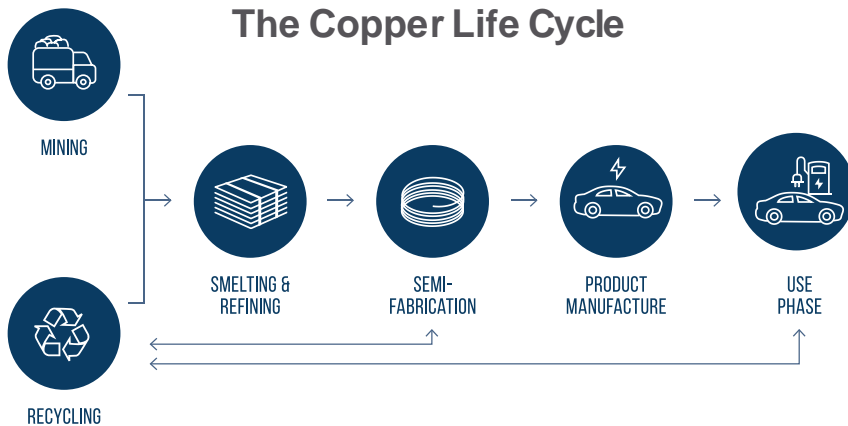 The Copper Life Cycle
MINING
SMELTING &
REFINING
SEMI-
FABRICATION
PRODUCT
MANUFACTURE
USE
PHASE
RECYCLING